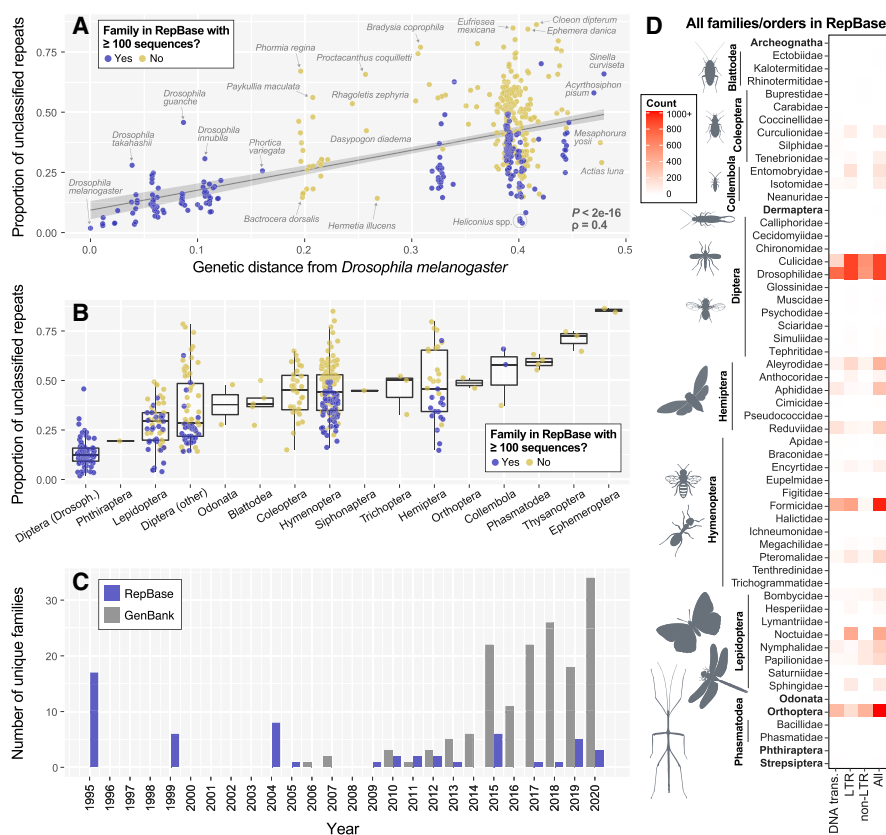 A
Family in RepBase with
≥ 100 sequences?
Yes No
Proportion of unclassified repeats
0.75
0.50
0.25
0.00
0.0 0.1 0.2 0.3 0.4 0.5
Genetic distance from Drosophila melanogaster
Drosophila
melanogaster
Drosophila
takahashii
Drosophila
guanche
Drosophila
innubila
Phortica
variegata
Phormia regina
Paykullia maculata
Proctacanthus coquilletti
Rhagoletis zephyria
Dasypogon diadema
Bactrocera dorsalis
Hermetia illucens
Bradysia coprophila
Eufriesea
mexicana
Cloeon dipterum
Ephemera danica
Sinella
curviseta
Acyrthosiphon
pisum
Mesaphorura
yosii
Actias luna
Heliconius spp.
P < 2e-16
ρ = 0.4
B
Proportion of unclassified repeats
0.75
0.50
0.25
0.00
Family in RepBase with
≥ 100 sequences?
Yes No
Diptera (Drosoph.)
Phthiraptera
Lepidoptera
Diptera (other)
Odonata
Blattodea
Coleoptera
Hymenoptera
Siphonaptera
Trichoptera
Hemiptera
Orthoptera
Collembola
Phasmatodea
Thysanoptera
Ephemeroptera
C
RepBase
GenBank
Number of unique families
30
20
10
0
1995 1996 1997 1998 1999 2000 2001 2002 2003 2004 2005 2006 2007 2008 2009 2010 2011 2012 2013 2014 2015 2016 2017 2018 2019 2020
Year
D
All families/orders in RepBase
Count
1000+
800
600
400
200
0
Blattodea
Coleoptera
Collembola
Diptera
Hemiptera
Hymenoptera
Lepidoptera
Phasmatodea
Archeognatha
Ectobiidae
Kalotermitidae
Rhinotermitidae
Buprestidae
Carabidae
Coccinellidae
Curculionidae
Silphidae
Tenebrionidae
Entomobryidae
Isotomidae
Neanuridae
Dermaptera
Calliphoridae
Cecidomyiidae
Chironomidae
Culicidae
Drosophilidae
Glossinidae
Muscidae
Psychodidae
Sciaridae
Simuliidae
Tephritidae
Aleyrodidae
Anthocoridae
Aphididae
Cimicidae
Pseudococcidae
Reduviidae
Apidae
Braconidae
Encyrtidae
Eupelmidae
Figitidae
Formicidae
Halictidae
Ichneumonidae
Megachilidae
Pteromalidae
Tenthredinidae
Trichogrammatidae
Bombycidae
Hesperiidae
Lymantriidae
Noctuidae
Nymphalidae
Papilionidae
Saturniidae
Sphingidae
Odonata
Orthoptera
Bacillidae
Phasmatidae
Phthiraptera
Strepsiptera
DNA trans.
LTR
non-LTR
All